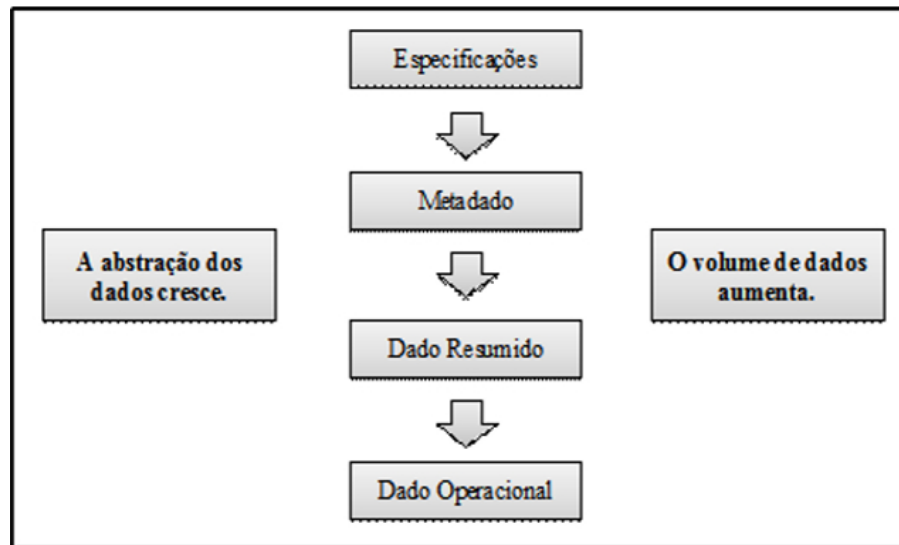 Especificações
Metadado
A abstração dos
dados cresce.
O volume de dados
aumenta.
Dado Resumido
Dado Operacional